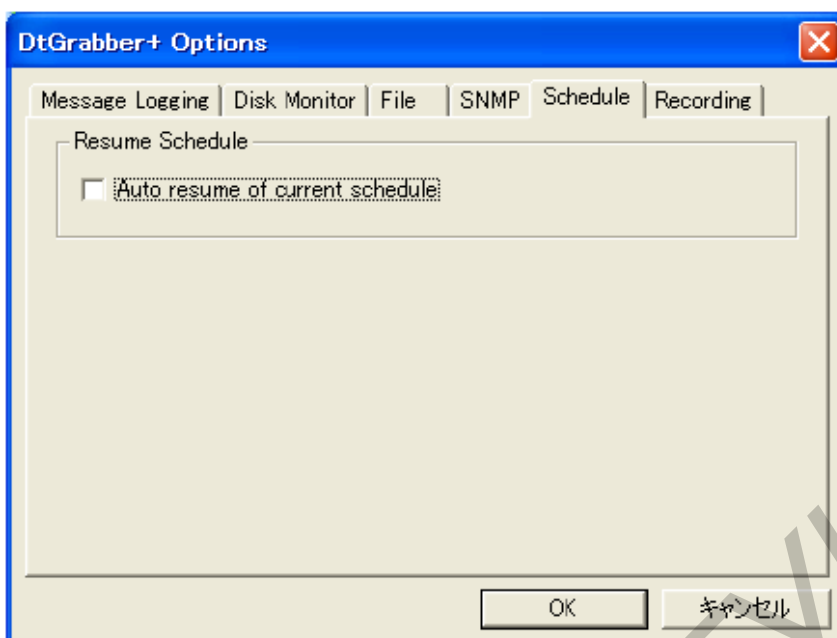 DtGrabber+ Options
Message Logging Disk Monitor File SNMP Schedule Recording
Resume Schedule
Auto resume of current schedule
OK キャンセル